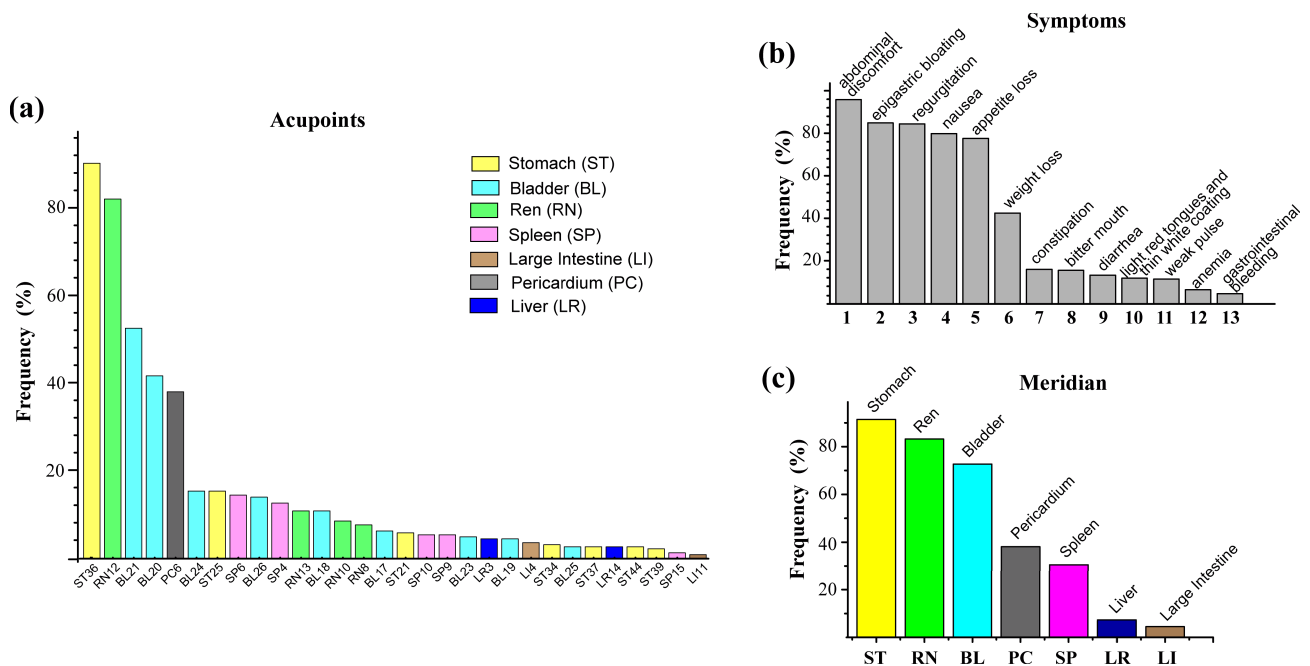 (a)
Acupoints
Frequency (%)
80
60
40
20
Stomach (ST)
Bladder (BL)
Ren (RN)
Spleen (SP)
Large Intestine (LI)
Pericardium (PC)
Liver (LR)
ST36 RN12 BL21 BL20 PC6 BL24 ST25 SP6 BL26 SP4 RN13 BL18 RN10 RN8 BL17 ST21 SP10 SP9 BL23 LR3 BL19 LI4 ST34 BL25 ST37 LR14 ST44 ST39 SP15 LI11
(b)
Symptoms
Frequency (%)
80
60
40
20
abdominal
discomfort
epigastric bloating
regurgitation
nausea
appetite loss
weight loss
constipation
bitter mouth
diarrhea
light red tongues and
thin white coating
weak pulse
anemia
gastrointestinal
bleeding
1 2 3 4 5 6 7 8 9 10 11 12 13
(c)
Meridian
Frequency (%)
80
60
40
20
Stomach
Ren
Bladder
Pericardium
Spleen
Liver
Large Intestine
ST RN BL PC SP LR LI